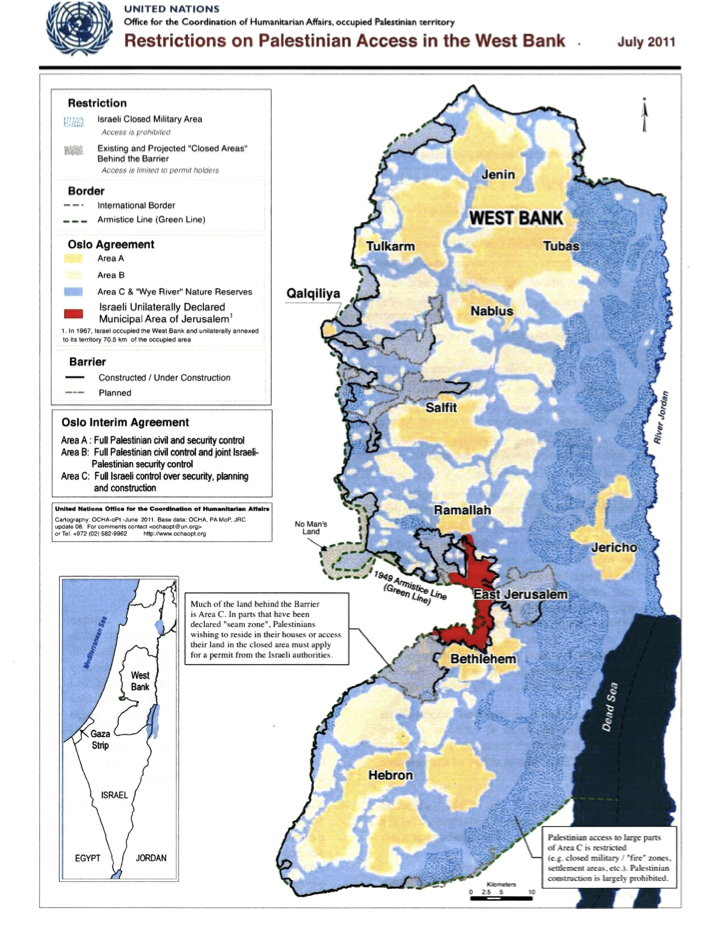 UNITED NATIONS
Office for the Coordination of Humanitarian Affairs, occupied Palestinian territory
Restrictions on Palestinian Access in the West Bank
July 2011
Restriction
Israeli Closed Military Area
Access is prohibited
Existing and Projected "Closed Areas"
Behind the Barrier
Access is limited to permit holders
Border
International Border
Armistice Line (Green Line)
Oslo Agreement
Area A
Area B
Area C & "Wye River" Nature Reserves
Israeli Unilaterally Declared
Municipal Area of Jerusalem1
1. In 1967, Israel occupied the West Bank and unilaterally annexed
to its territory 70.5 km of the occupied area
Barrier
Constructed / Under Construction
Planned
Oslo Interim Agreement
Area A : Full Palestinian civil and security control
Area B: Full Palestinian civil control and joint Israeli-
Palestinian security control
Area C: Full Israeli control over security, planning
and construction
United Nations Office for the Coordination of Humanitarian Affairs
Cartography: OCHA-oPt -June 2011. Base data: OCHA, PA MoP, JRC
update 08. For comments contact <ochaopt@un.org>
or Tel. +972 (02) 582-9962 http://www.ochaopt.org
Jenin
WEST BANK
Tulkarm
Tubas
Qalqiliya
Nablus
Salfit
River Jordan
Ramallah
No Man's
Land
Jericho
1949 Armistice Line
(Green Line)
East Jerusalem
Much of the land behind the Barrier
is Area C. In parts that have been
declared "seam zone", Palestinians
wishing to reside in their houses or access
their land in the closed area must apply
for a permit from the Israeli authorities.
Bethlehem
Dead Sea
Hebron
Mediterranean Sea
West
Bank
Gaza
Strip
ISRAEL
EGYPT
JORDAN
Palestinian access to large parts
of Area C is restricted
(e.g. closed military / "fire" zones,
settlement areas, etc.). Palestinian
construction is largely prohibited.
Kilometers
0 2.5 5 10